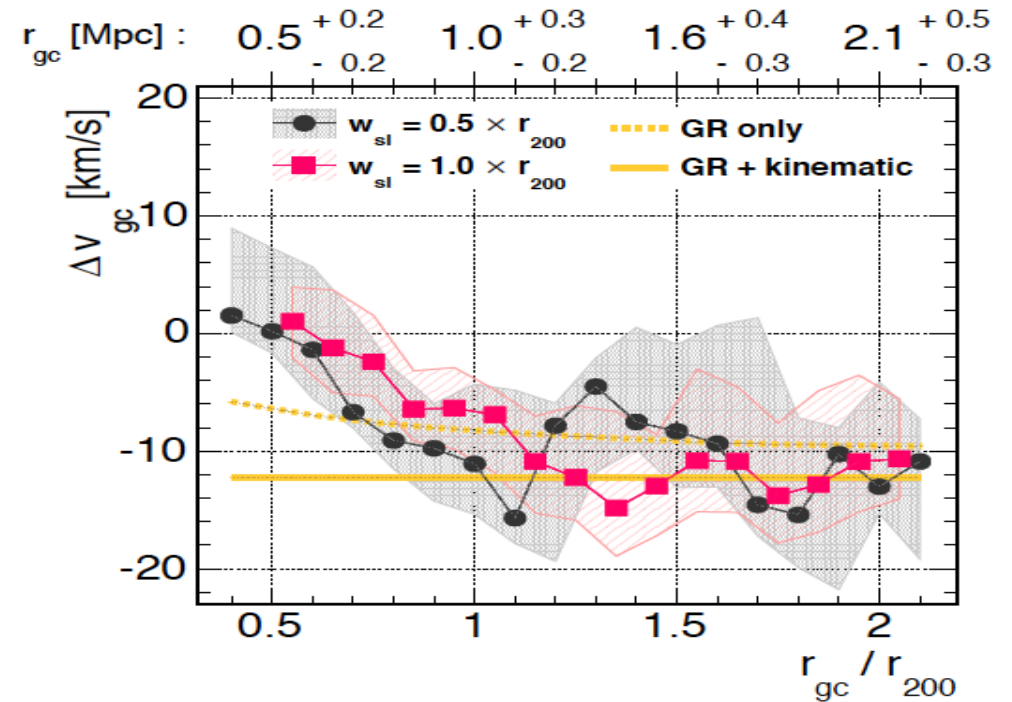 r_gc [Mpc] : 0.5 + 0.2 - 0.2 1.0 + 0.3 - 0.2 1.6 + 0.4 - 0.3 2.1 + 0.5 - 0.3
Δv_gc [km/s]
20
10
0
-10
-20
w_sl = 0.5 × r_200
w_sl = 1.0 × r_200
GR only
GR + kinematic
0.5 1 1.5 2
r_gc / r_200